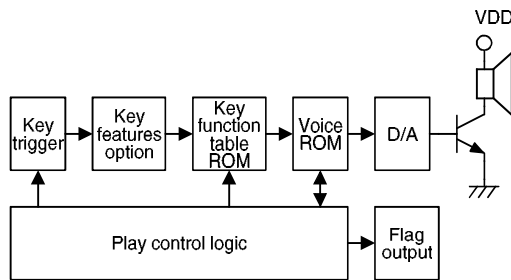 VDD
Key
trigger
Key
features
option
Key
function
table
ROM
Voice
ROM
D/A
Play control logic
Flag
output